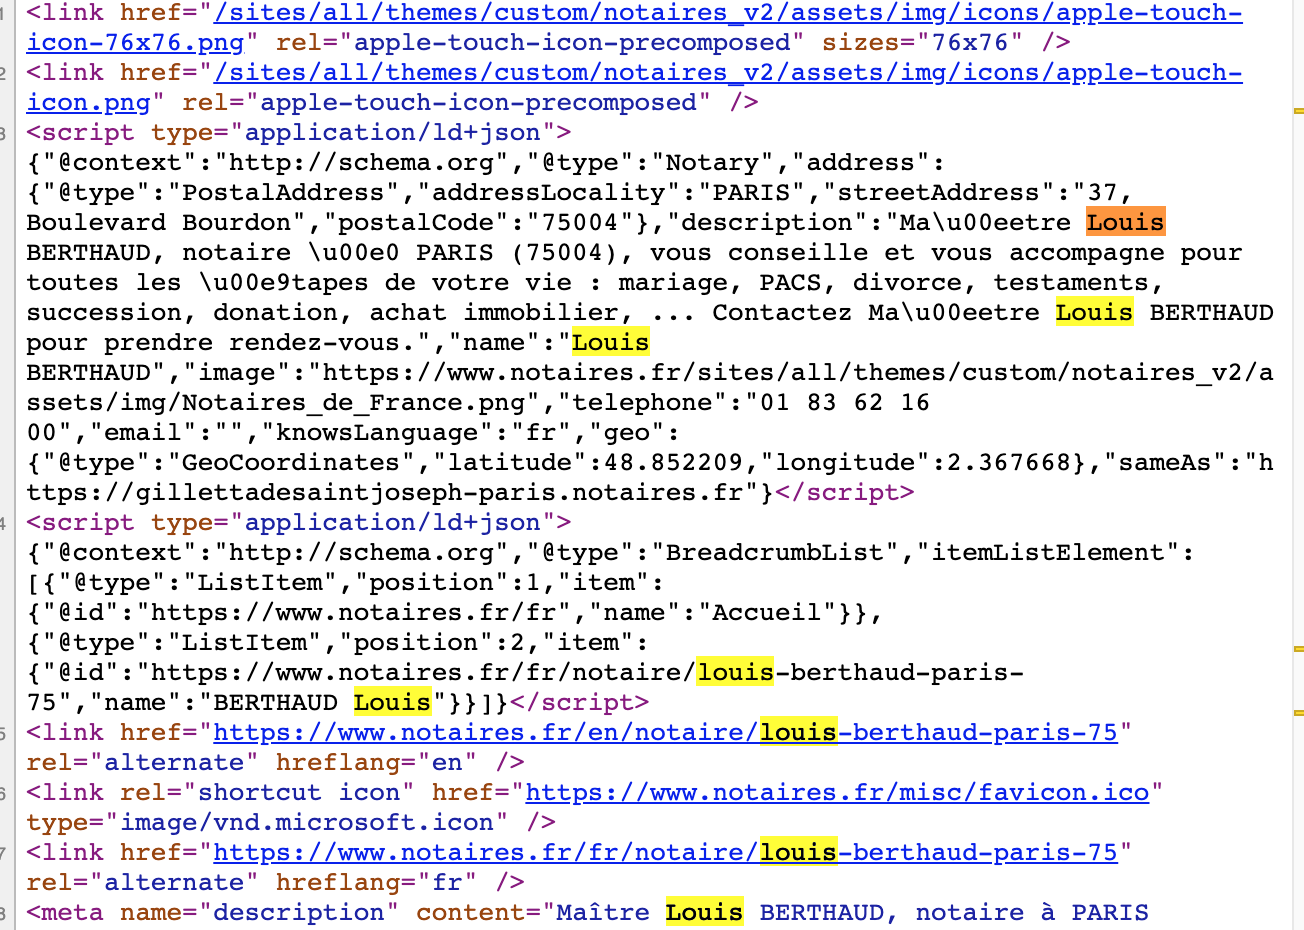 1 <link href="/sites/all/themes/custom/notaires_v2/assets/img/icons/apple-touch-
icon-76x76.png" rel="apple-touch-icon-precomposed" sizes="76x76" />
2 <link href="/sites/all/themes/custom/notaires_v2/assets/img/icons/apple-touch-
icon.png" rel="apple-touch-icon-precomposed" />
3 <script type="application/ld+json">
{"@context":"http://schema.org","@type":"Notary","address":
{"@type":"PostalAddress","addressLocality":"PARIS","streetAddress":"37,
Boulevard Bourdon","postalCode":"75004"},"description":"Ma\u00eetre Louis
BERTHAUD, notaire \u00e0 PARIS (75004), vous conseille et vous accompagne pour
toutes les \u00e9tapes de votre vie : mariage, PACS, divorce, testaments,
succession, donation, achat immobilier, ... Contactez Ma\u00eetre Louis BERTHAUD
pour prendre rendez-vous.","name":"Louis
BERTHAUD","image":"https://www.notaires.fr/sites/all/themes/custom/notaires_v2/a
ssets/img/Notaires_de_France.png","telephone":"01 83 62 16
00","email":"","knowsLanguage":"fr","geo":
{"@type":"GeoCoordinates","latitude":48.852209,"longitude":2.367668},"sameAs":"h
ttps://gillettadesaintjoseph-paris.notaires.fr"}</script>
4 <script type="application/ld+json">
{"@context":"http://schema.org","@type":"BreadcrumbList","itemListElement":
[{"@type":"ListItem","position":1,"item":
{"@id":"https://www.notaires.fr/fr","name":"Accueil"}},
{"@type":"ListItem","position":2,"item":
{"@id":"https://www.notaires.fr/fr/notaire/louis-berthaud-paris-
75","name":"BERTHAUD Louis"}}]}</script>
5 <link href="https://www.notaires.fr/en/notaire/louis-berthaud-paris-75"
rel="alternate" hreflang="en" />
6 <link rel="shortcut icon" href="https://www.notaires.fr/misc/favicon.ico"
type="image/vnd.microsoft.icon" />
7 <link href="https://www.notaires.fr/fr/notaire/louis-berthaud-paris-75"
rel="alternate" hreflang="fr" />
8 <meta name="description" content="Maître Louis BERTHAUD, notaire à PARIS